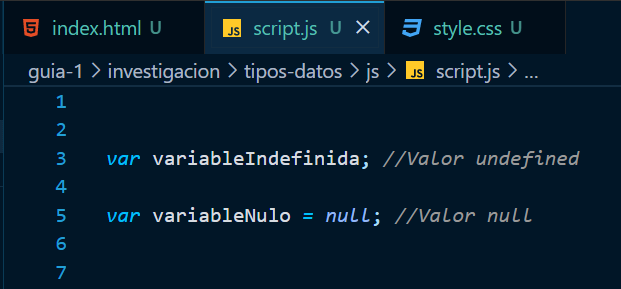 index.html U
JS script.js U ×
style.css U
guia-1 > investigacion > tipos-datos > js > JS script.js > ...
1
2
3 var variableIndefinida; //Valor undefined
4
5 var variableNulo = null; //Valor null
6
7